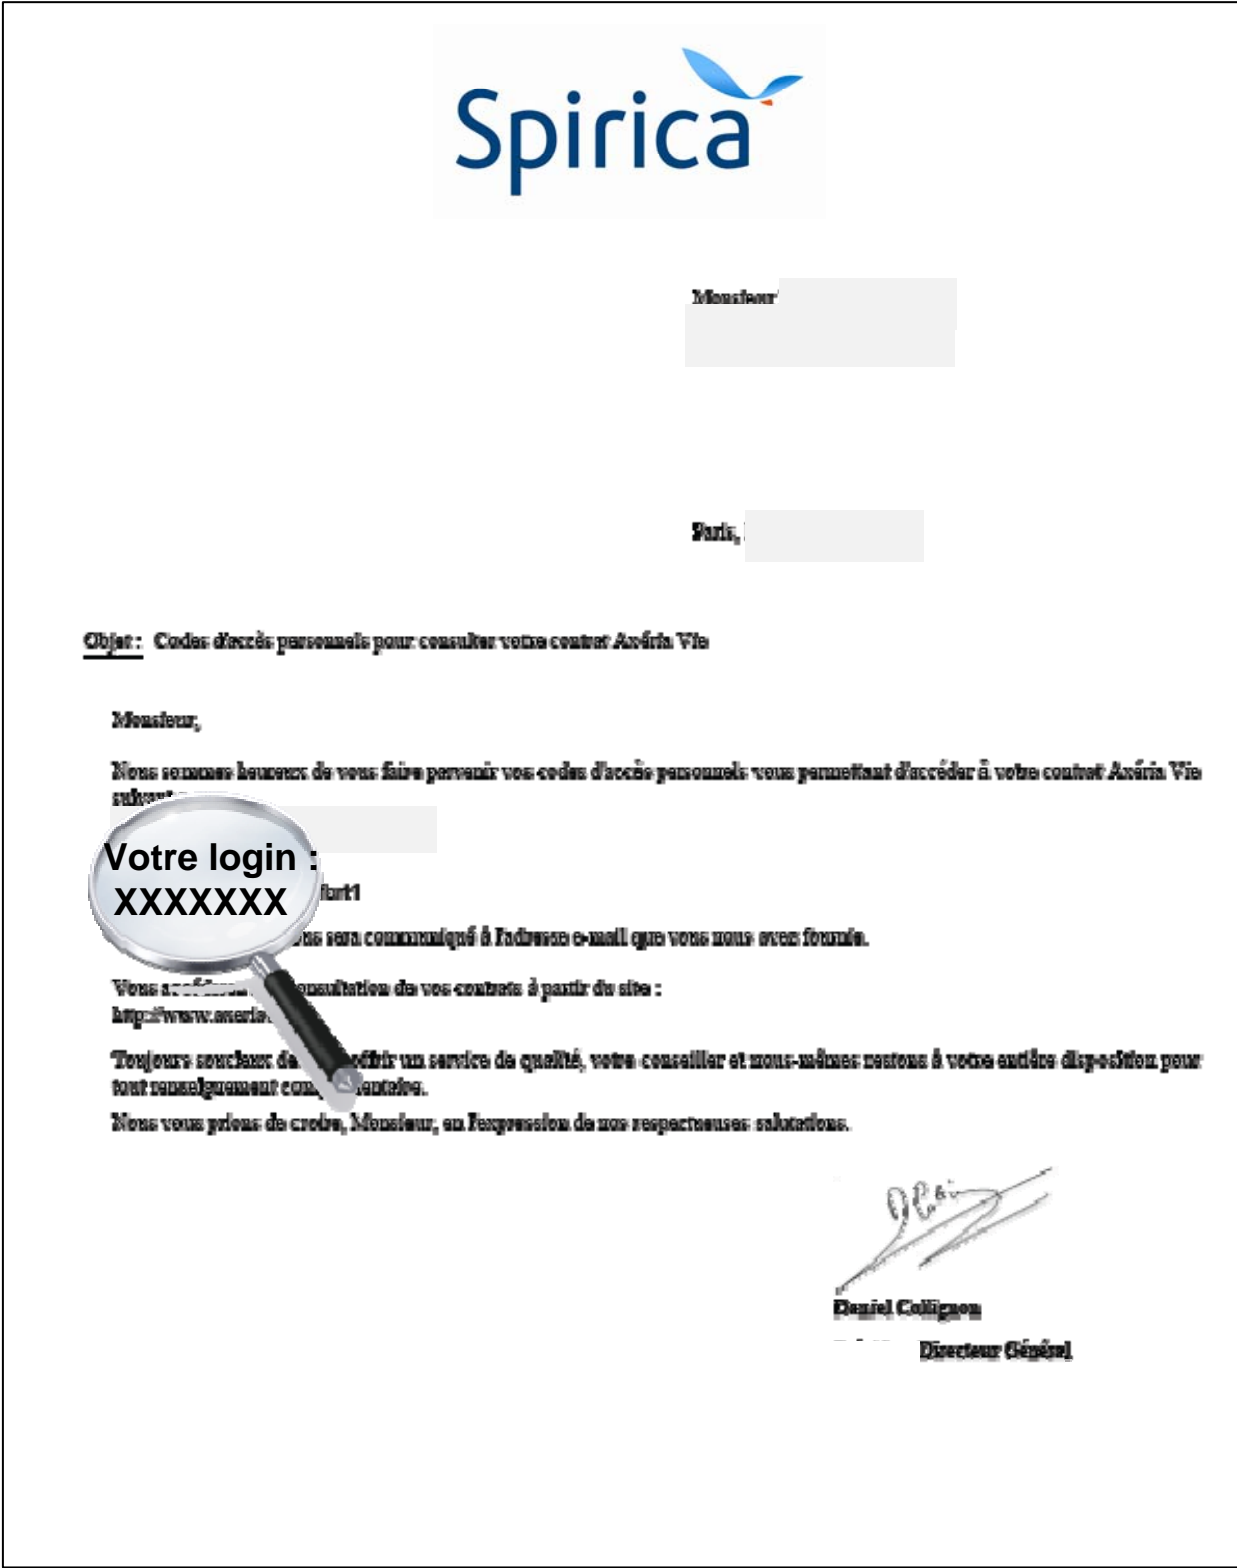 Spirica
Monsieur
Paris,
Objet : Codes d'accès personnels pour consulter votre contrat Axéria Vie
Monsieur,
Nous sommes heureux de vous faire parvenir vos codes d'accès personnels vous permettant d'accéder à votre contrat Axéria Vie
suivant
Votre login :
XXXXXXX
sera communiqué à l'adresse e-mail que vous nous avez fournie.
Vous consultation de vos contrats à partir du site :
Toujours soucieux de offrir un service de qualité, votre conseiller et nous-mêmes restons à votre entière disposition pour
tout renseignement
Nous vous prions de croire, Monsieur, en l'expression de nos respectueuses salutations.
Daniel Collignon
Directeur Général